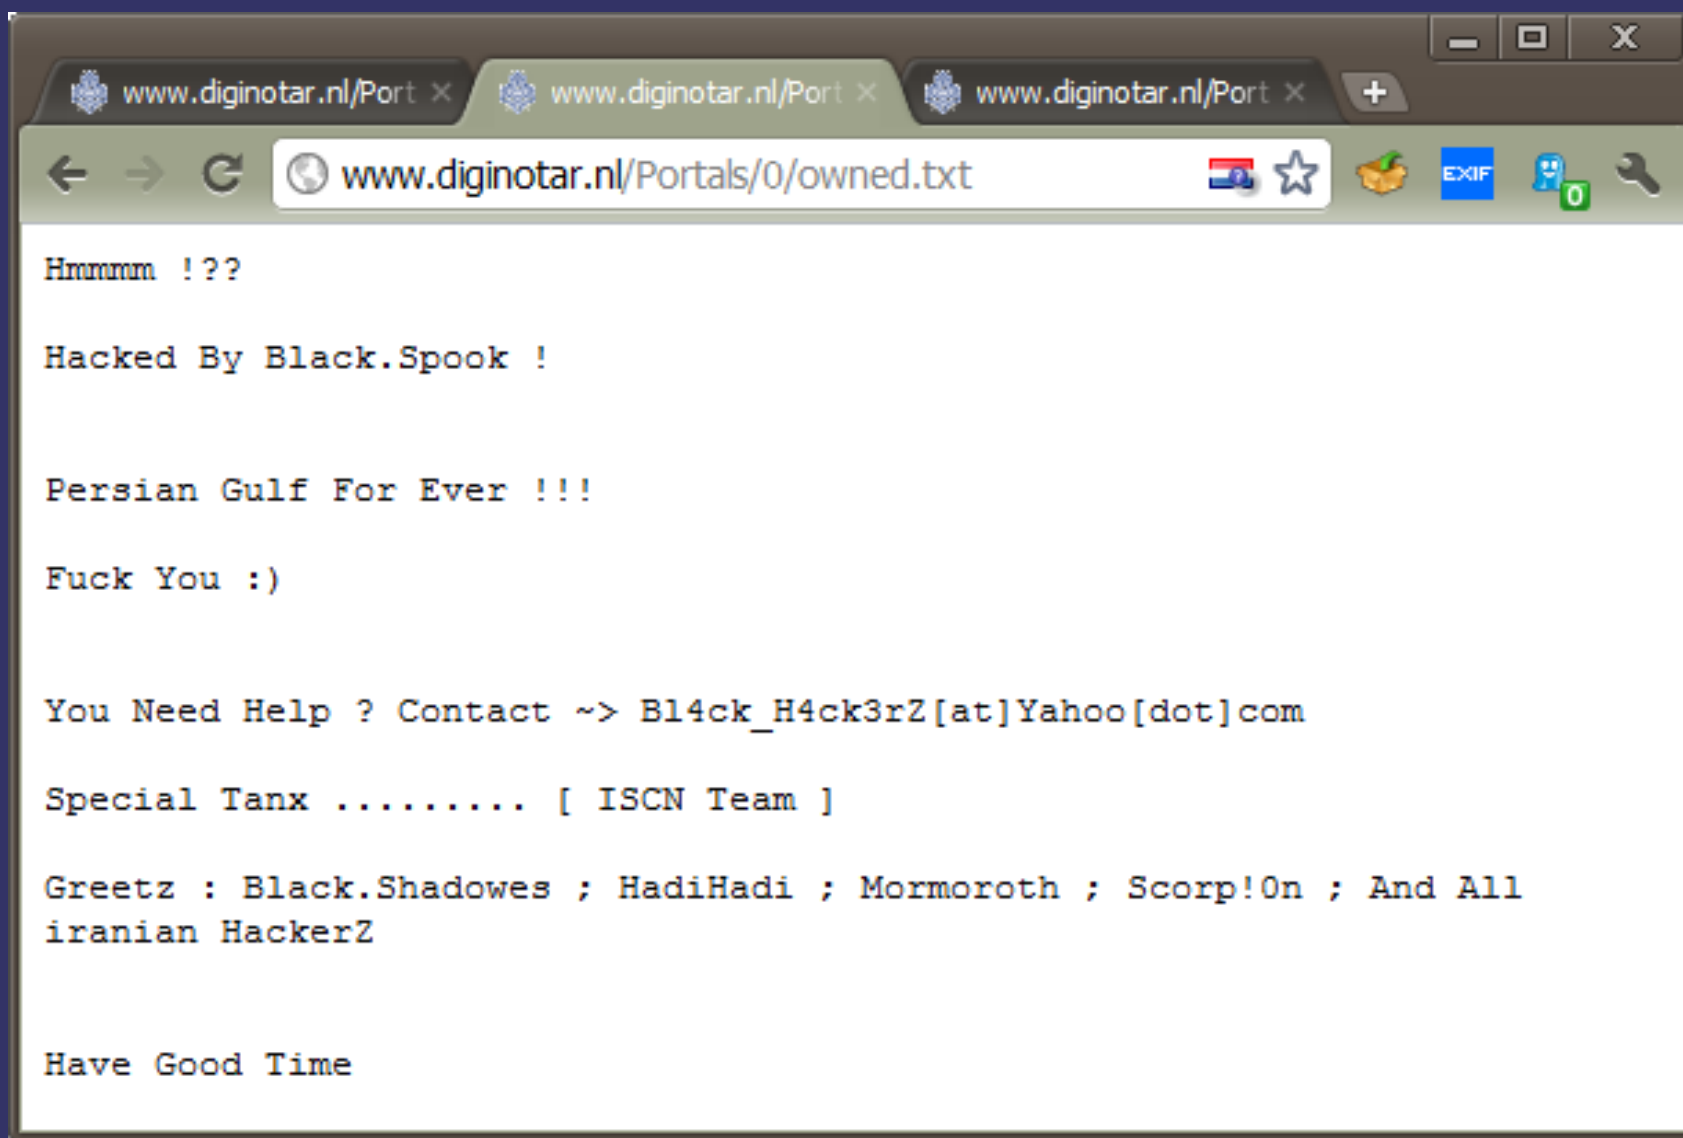 www.diginotar.nl/Port
www.diginotar.nl/Port
www.diginotar.nl/Port
www.diginotar.nl/Portals/0/owned.txt
EXIF
0
Hmmmm !??
Hacked By Black.Spook !
Persian Gulf For Ever !!!
Fuck You :)
You Need Help ? Contact ~> Bl4ck_H4ck3rZ[at]Yahoo[dot]com
Special Tanx ......... [ ISCN Team ]
Greetz : Black.Shadowes ; HadiHadi ; Mormoroth ; Scorp!0n ; And All
iranian HackerZ
Have Good Time